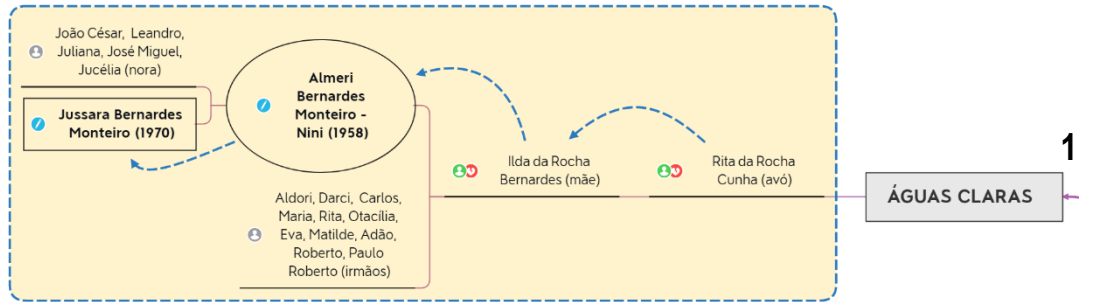 João César, Leandro,
Juliana, José Miguel,
Jucélia (nora)
Jussara Bernardes
Monteiro (1970)
Almeri
Bernardes
Monteiro -
Nini (1958)
Aldori, Darci, Carlos,
Maria, Rita, Otacília,
Eva, Matilde, Adão,
Roberto, Paulo
Roberto (irmãos)
Ilda da Rocha
Bernardes (mãe)
Rita da Rocha
Cunha (avó)
1
ÁGUAS CLARAS